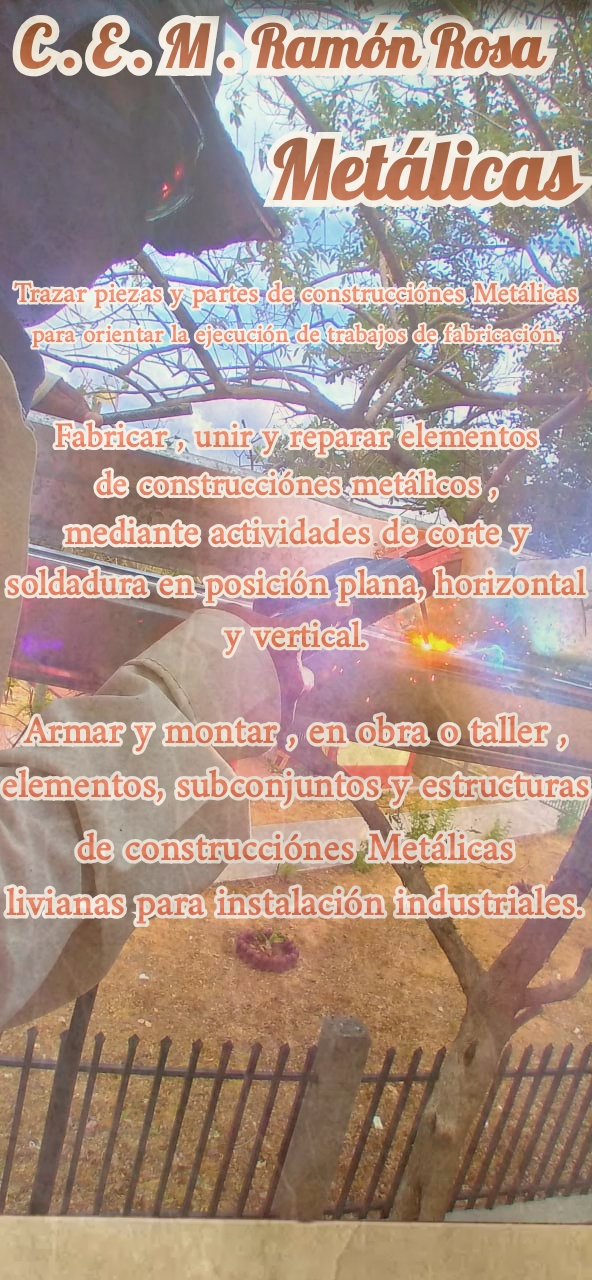 C.E.M. Ramón Rosa
Metálicas
Trazar piezas y partes de construcciónes Metálicas
para orientar la ejecución de trabajos de fabricación.
Fabricar , unir y reparar elementos
de construcciónes metálicos ,
mediante actividades de corte y
soldadura en posición plana, horizontal
y vertical.
Armar y montar , en obra o taller ,
elementos, subconjuntos y estructuras
de construcciónes Metálicas
livianas para instalación industriales.